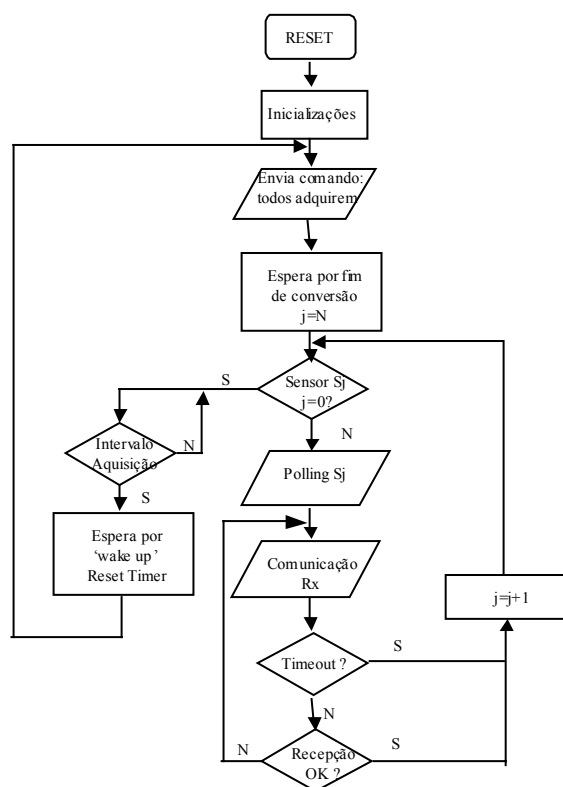 RESET
Inicializações
Envia comando:
todos adquirem
Espera por fim
de conversão
j=N
Sensor Sj
j=0?
S
N
Intervalo
Aquisição
N
S
Polling Sj
Espera por
‘wake up’
Reset Timer
Comunicação
Rx
j=j+1
Timeout ?
S
N
Recepção
OK ?
N
S